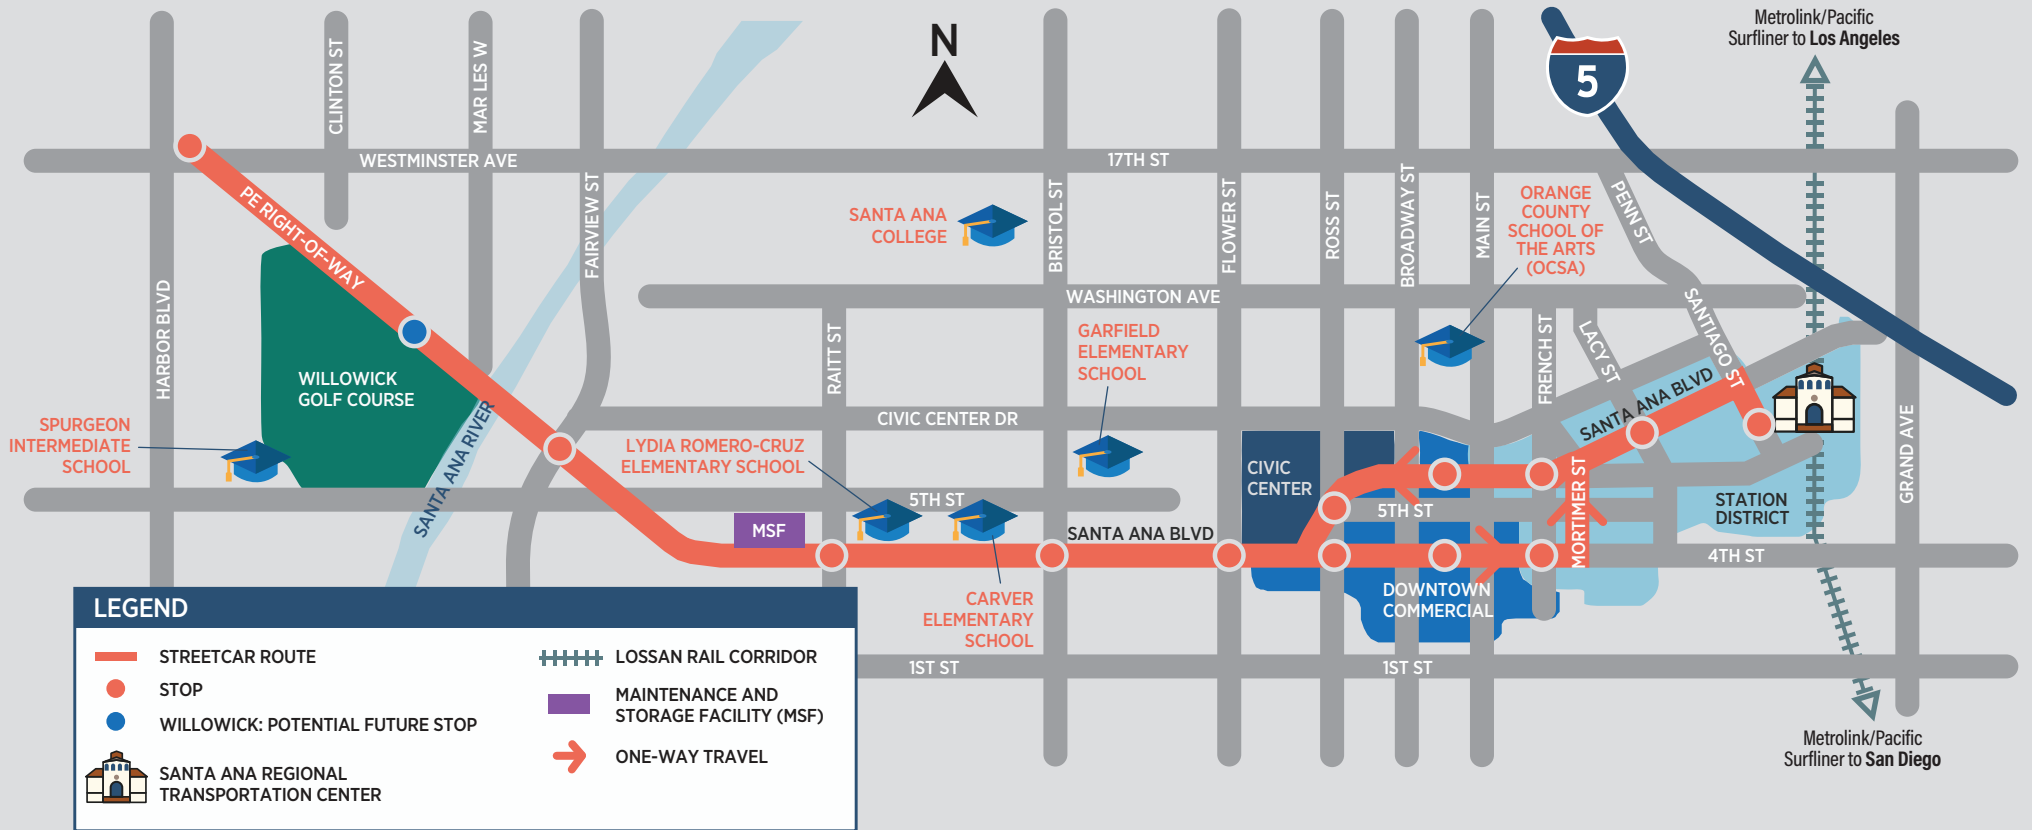 N
5
Metrolink/Pacific
Surfliner to Los Angeles
CLINTON ST
MAR LES W
WESTMINSTER AVE
17TH ST
PE RIGHT-OF-WAY
HARBOR BLVD
FAIRVIEW ST
SANTA ANA
COLLEGE
BRISTOL ST
FLOWER ST
ROSS ST
BROADWAY ST
MAIN ST
ORANGE
COUNTY
SCHOOL OF
THE ARTS
(OCSA)
PENN ST
SANTIAGO ST
WASHINGTON AVE
RAITT ST
GARFIELD
ELEMENTARY
SCHOOL
FRENCH ST
LACY ST
WILLOWICK
GOLF COURSE
SANTA ANA RIVER
SPURGEON
INTERMEDIATE
SCHOOL
CIVIC CENTER DR
SANTA ANA BLVD
LYDIA ROMERO-CRUZ
ELEMENTARY SCHOOL
CIVIC
CENTER
GRAND AVE
5TH ST
5TH ST
MORTIMER ST
STATION
DISTRICT
MSF
SANTA ANA BLVD
4TH ST
CARVER
ELEMENTARY
SCHOOL
DOWNTOWN
COMMERCIAL
1ST ST
1ST ST
Metrolink/Pacific
Surfliner to San Diego
LEGEND
STREETCAR ROUTE
STOP
WILLOWICK: POTENTIAL FUTURE STOP
SANTA ANA REGIONAL
TRANSPORTATION CENTER
LOSSAN RAIL CORRIDOR
MAINTENANCE AND
STORAGE FACILITY (MSF)
ONE-WAY TRAVEL